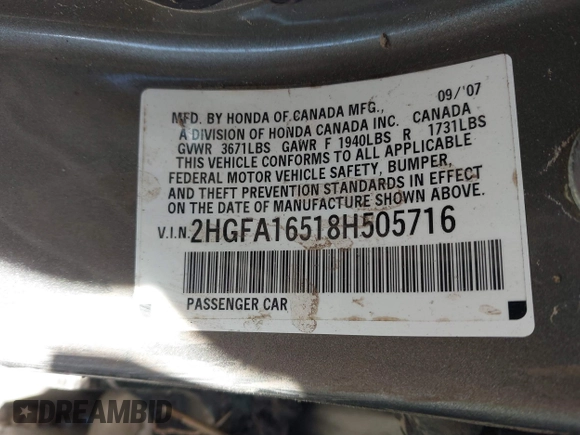 09/'07
MFD. BY HONDA OF CANADA MFG.,
A DIVISION OF HONDA CANADA INC. CANADA
GVWR 3671LBS GAWR F 1940LBS R 1731LBS
THIS VEHICLE CONFORMS TO ALL APPLICABLE
FEDERAL MOTOR VEHICLE SAFETY, BUMPER,
AND THEFT PREVENTION STANDARDS IN EFFECT
ON THE DATE OF MANUFACTURE SHOWN ABOVE.
V.I.N. 2HGFA16518H505716
PASSENGER CAR
DREAMBID